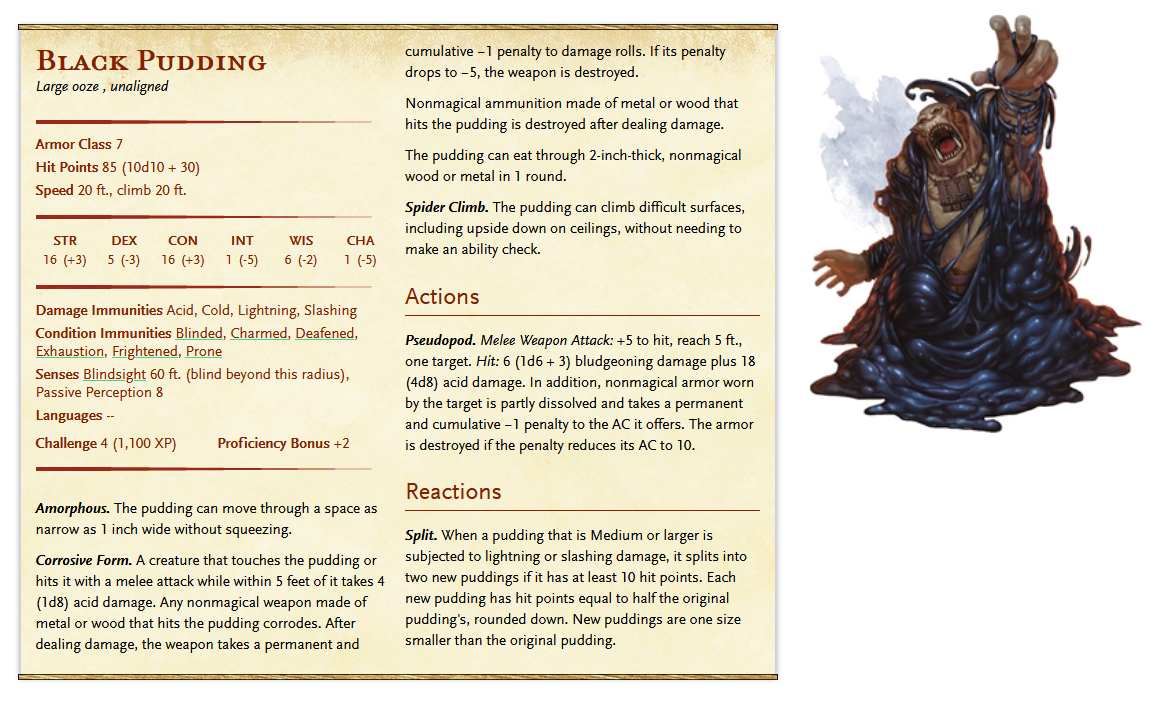 Black Pudding
Large ooze , unaligned
Armor Class 7
Hit Points 85 (10d10 + 30)
Speed 20 ft., climb 20 ft.
STR DEX CON INT WIS CHA
16 (+3) 5 (-3) 16 (+3) 1 (-5) 6 (-2) 1 (-5)
Damage Immunities Acid, Cold, Lightning, Slashing
Condition Immunities Blinded, Charmed, Deafened,
Exhaustion, Frightened, Prone
Senses Blindsight 60 ft. (blind beyond this radius),
Passive Perception 8
Languages --
Challenge 4 (1,100 XP) Proficiency Bonus +2
Amorphous. The pudding can move through a space as
narrow as 1 inch wide without squeezing.
Corrosive Form. A creature that touches the pudding or
hits it with a melee attack while within 5 feet of it takes 4
(1d8) acid damage. Any nonmagical weapon made of
metal or wood that hits the pudding corrodes. After
dealing damage, the weapon takes a permanent and
cumulative −1 penalty to damage rolls. If its penalty
drops to −5, the weapon is destroyed.
Nonmagical ammunition made of metal or wood that
hits the pudding is destroyed after dealing damage.
The pudding can eat through 2-inch-thick, nonmagical
wood or metal in 1 round.
Spider Climb. The pudding can climb difficult surfaces,
including upside down on ceilings, without needing to
make an ability check.
Actions
Pseudopod. Melee Weapon Attack: +5 to hit, reach 5 ft.,
one target. Hit: 6 (1d6 + 3) bludgeoning damage plus 18
(4d8) acid damage. In addition, nonmagical armor worn
by the target is partly dissolved and takes a permanent
and cumulative −1 penalty to the AC it offers. The armor
is destroyed if the penalty reduces its AC to 10.
Reactions
Split. When a pudding that is Medium or larger is
subjected to lightning or slashing damage, it splits into
two new puddings if it has at least 10 hit points. Each
new pudding has hit points equal to half the original
pudding's, rounded down. New puddings are one size
smaller than the original pudding.